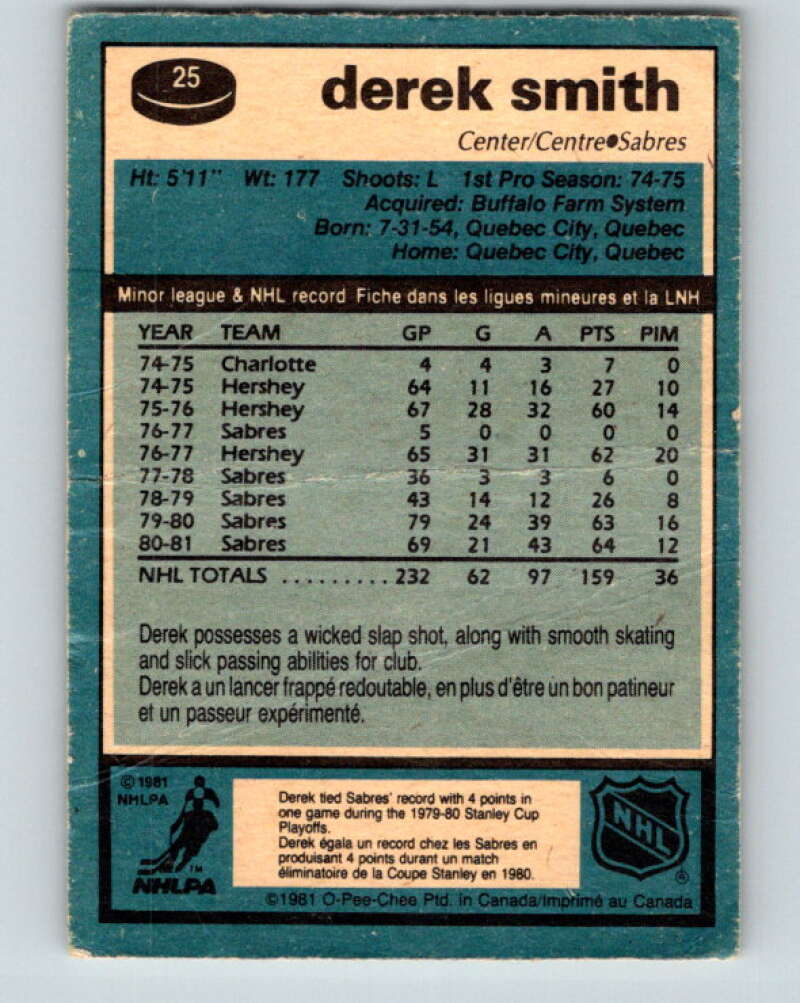 25
derek smith
Center/Centre●Sabres
Ht: 5'11" Wt: 177 Shoots: L 1st Pro Season: 74-75
Acquired: Buffalo Farm System
Born: 7-31-54, Quebec City, Quebec
Home: Quebec City, Quebec
Minor league & NHL record Fiche dans les ligues mineures et la LNH
YEAR TEAM GP G A PTS PIM
74-75 Charlotte 4 4 3 7 0
74-75 Hershey 64 11 16 27 10
75-76 Hershey 67 28 32 60 14
76-77 Sabres 5 0 0 0 0
76-77 Hershey 65 31 31 62 20
77-78 Sabres 36 3 3 6 0
78-79 Sabres 43 14 12 26 8
79-80 Sabres 79 24 39 63 16
80-81 Sabres 69 21 43 64 12
NHL TOTALS .......... 232 62 97 159 36
Derek possesses a wicked slap shot, along with smooth skating
and slick passing abilities for club.
Derek a un lancer frappé redoutable, en plus d'être un bon patineur
et un passeur expérimenté.
© 1981
NHLPA
TM
NHLPA
Derek tied Sabres' record with 4 points in
one game during the 1979-80 Stanley Cup
Playoffs.
Derek égala un record chez les Sabres en
produisant 4 points durant un match
éliminatoire de la Coupe Stanley en 1980.
NHL
®
©1981 O-Pee-Chee Ptd. in Canada/Imprimé au Canada